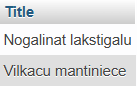 Title
Nogalinat lakstigalu
Vilkacu mantiniece